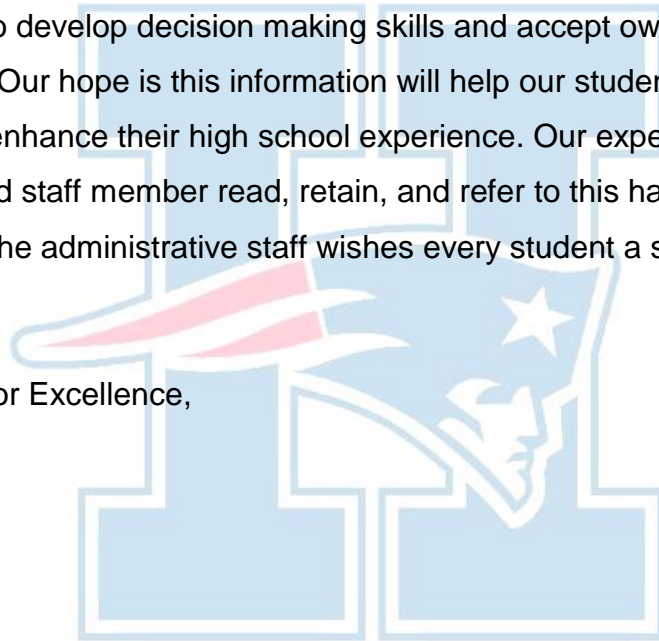 develop decision making skills and accept ow
Our hope is this information will help our studen
enhance their high school experience. Our expe
staff member read, retain, and refer to this ha
he administrative staff wishes every student a s
or Excellence,